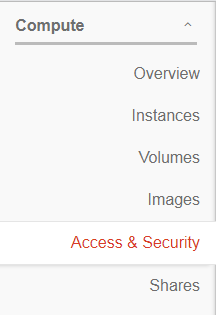 Compute
Overview
Instances
Volumes
Images
Access & Security
Shares